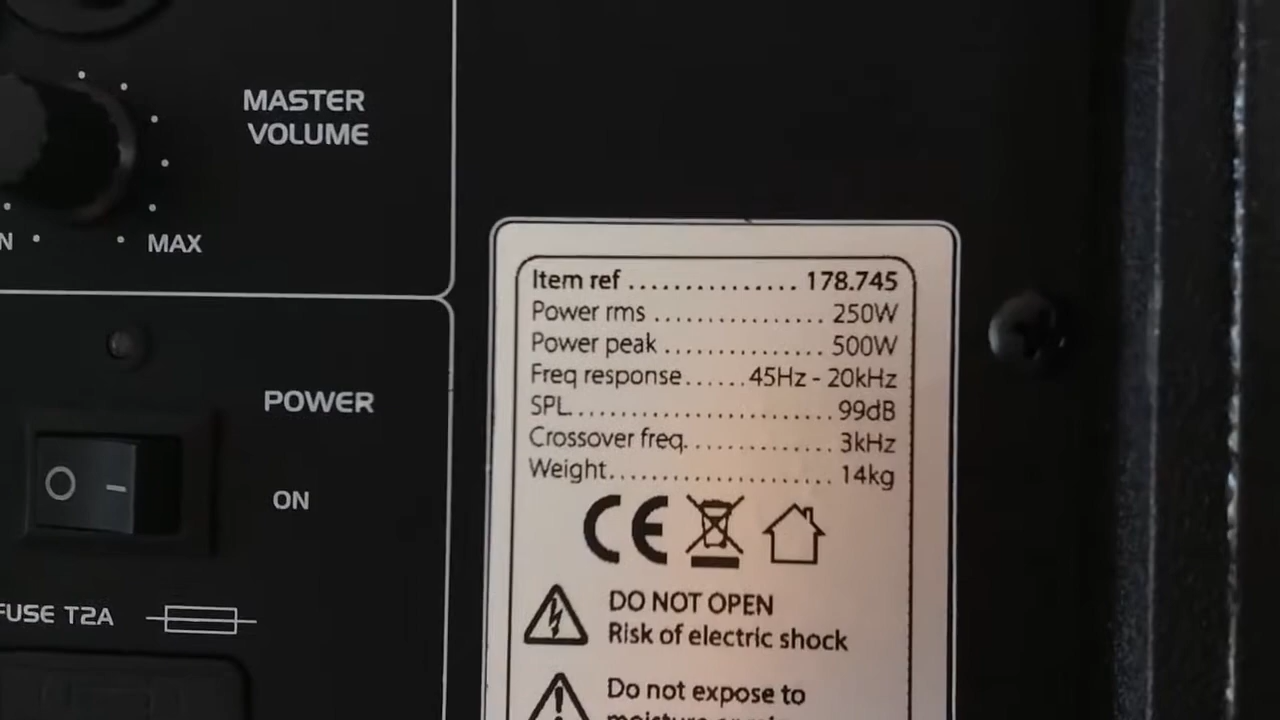 MASTER
VOLUME
MAX
POWER
ON
FUSE T2A
Item ref ............... 178.745
Power rms ................ 250W
Power peak ............... 500W
Freq response......45Hz - 20kHz
SPL........................ 99dB
Crossover freq.............. 3kHz
Weight...................... 14kg
CE
DO NOT OPEN
Risk of electric shock
Do not expose to